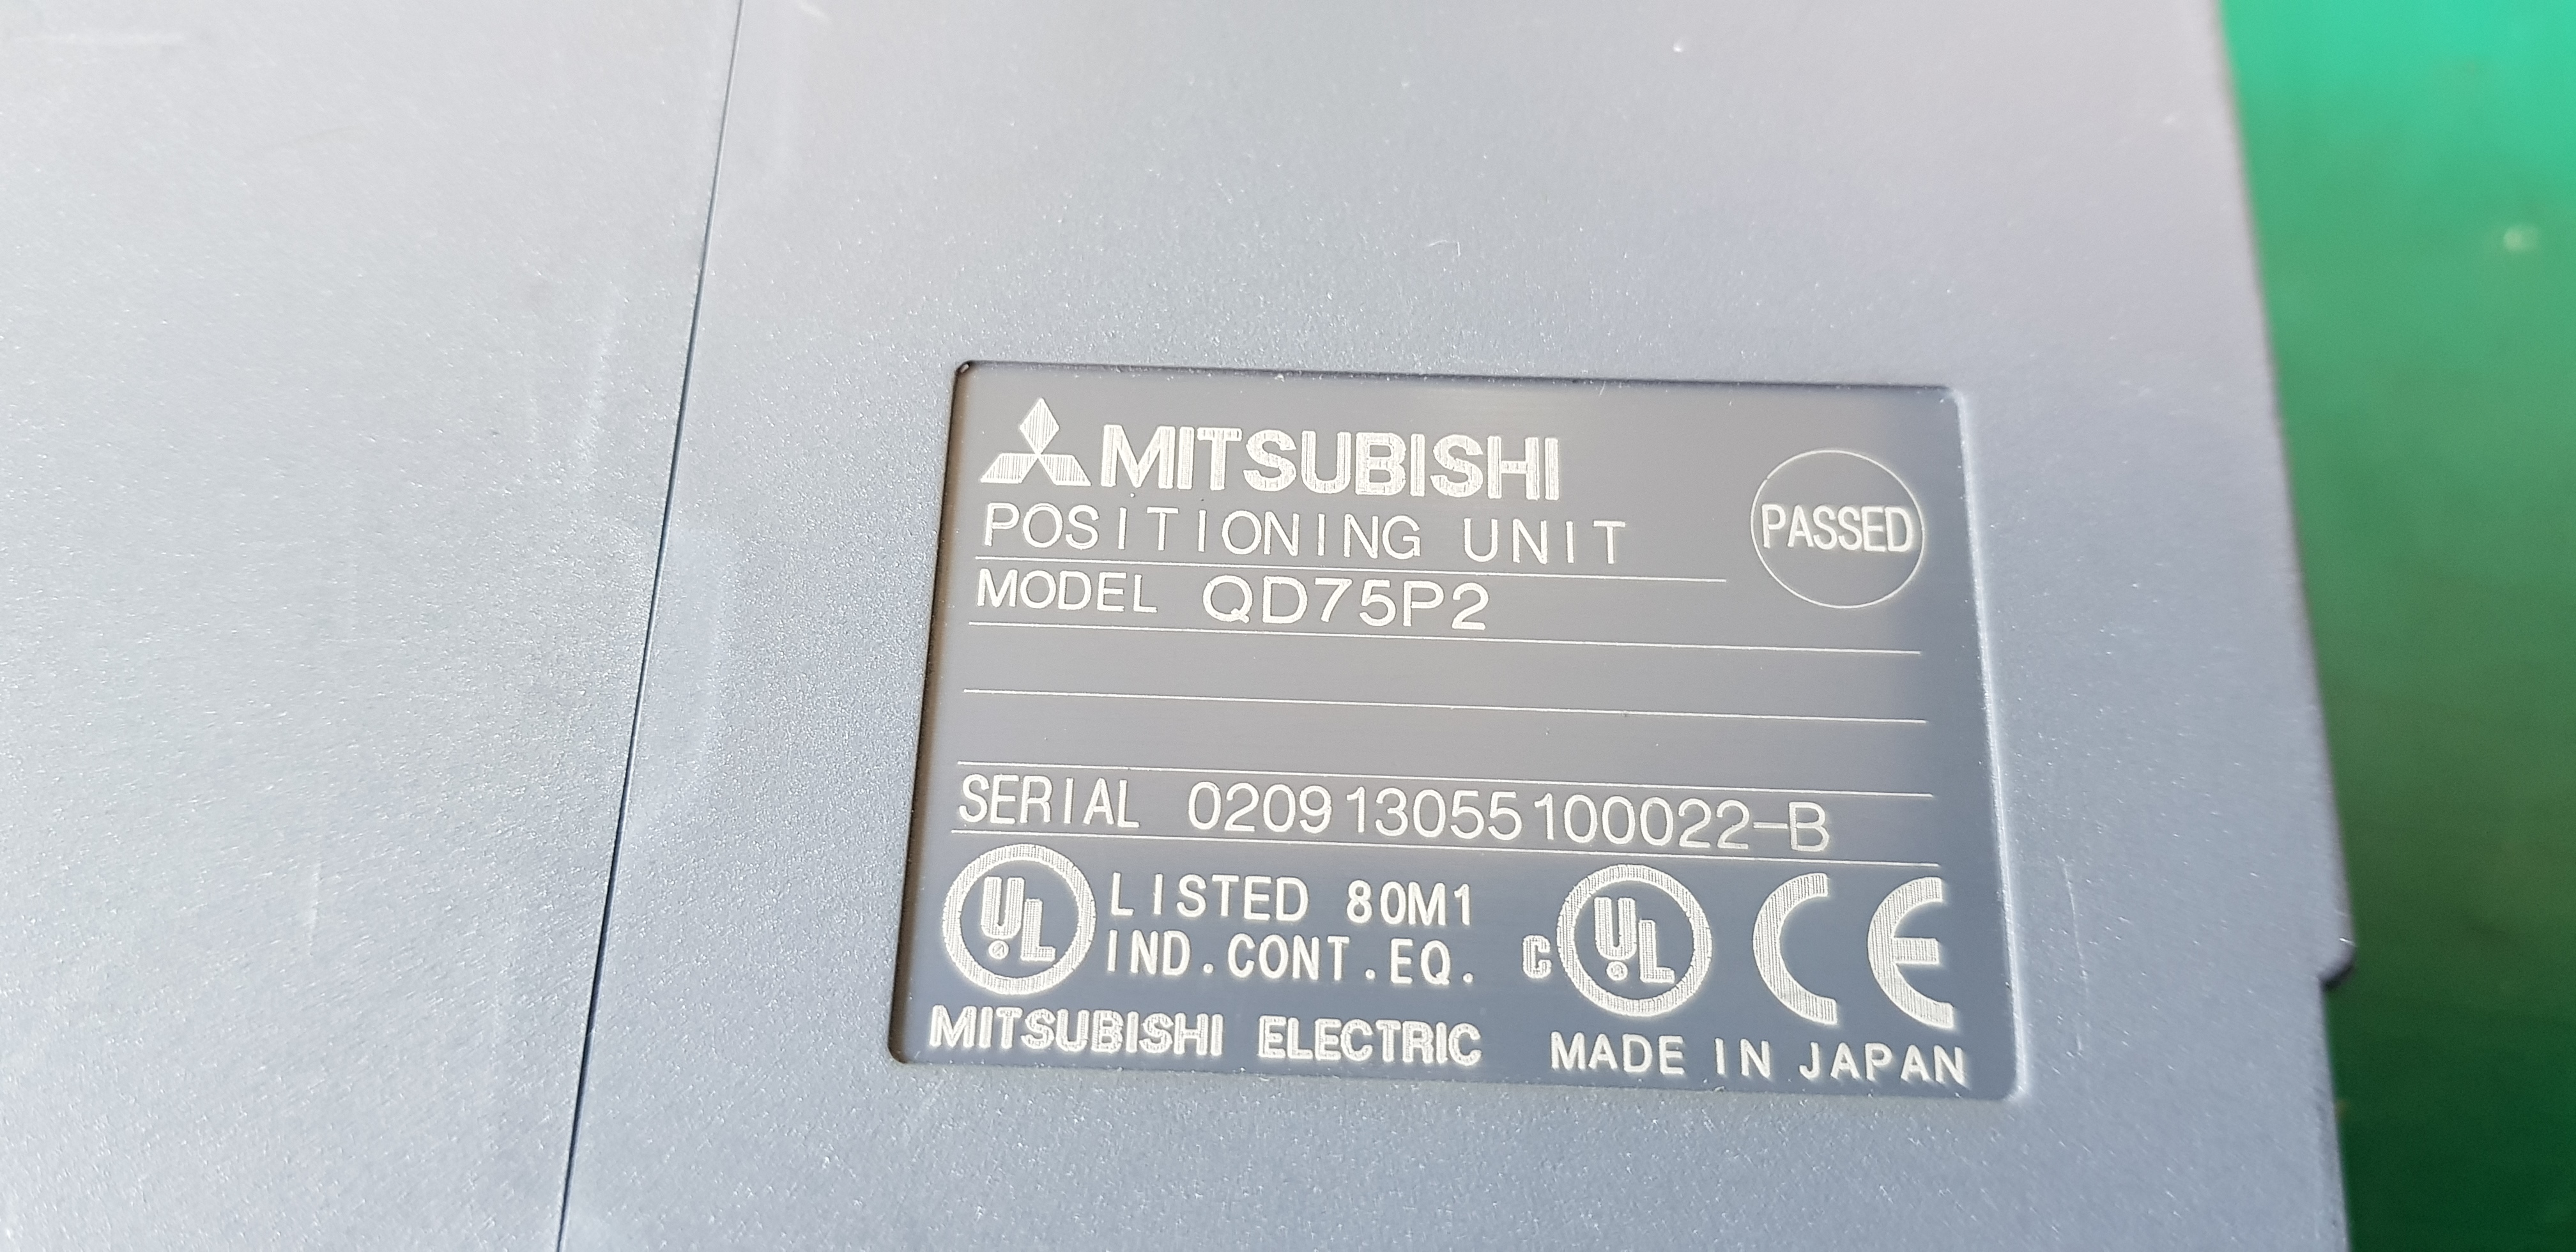 MITSUBISHI
POSITIONING UNIT
PASSED
MODEL QD75P2
SERIAL 020913055100022-B
UL LISTED 80M1
IND.CONT.EQ.
C UL CE
MITSUBISHI ELECTRIC MADE IN JAPAN